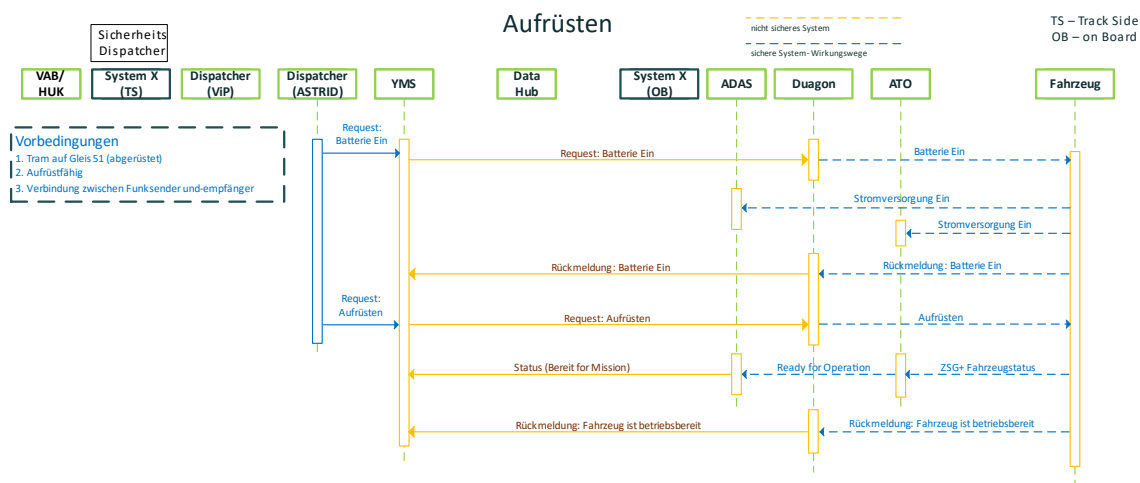 Aufrüsten
nicht sicheres System
sichere System-Wirkungswege
TS – Track Side
OB – on Board
Sicherheits
Dispatcher
VAB/
HUK
System X
(TS)
Dispatcher
(ViP)
Dispatcher
(ASTRID)
YMS
Data
Hub
System X
(OB)
ADAS
Duagon
ATO
Fahrzeug
Vorbedingungen
1. Tram auf Gleis 51 (abgerüstet)
2. Aufrüstfähig
3. Verbindung zwischen Funksender und-empfänger
Request:
Batterie Ein
Request: Batterie Ein
Batterie Ein
Stromversorgung Ein
Stromversorgung Ein
Rückmeldung: Batterie Ein
Rückmeldung: Batterie Ein
Request:
Aufrüsten
Request: Aufrüsten
Aufrüsten
Status (Bereit for Mission)
Ready for Operation
ZSG+ Fahrzeugstatus
Rückmeldung: Fahrzeug ist betriebsbereit
Rückmeldung: Fahrzeug ist betriebsbereit